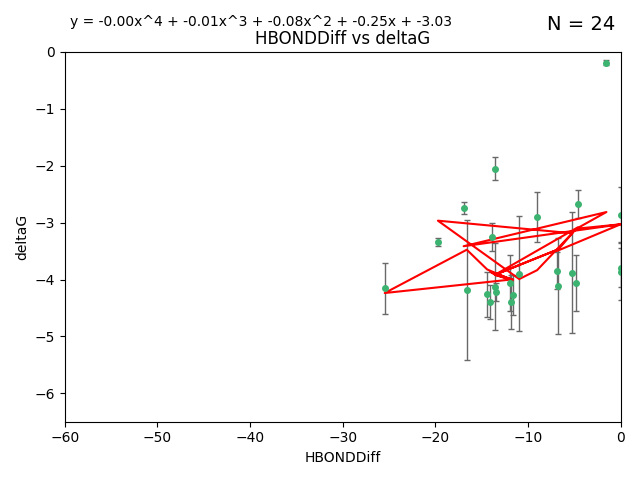 y = -0.00x^4 + -0.01x^3 + -0.08x^2 + -0.25x + -3.03
N = 24
HBONDDiff vs deltaG
0
−1
−2
−3
−4
−5
−6
deltaG
−60 −50 −40 −30 −20 −10 0
HBONDDiff